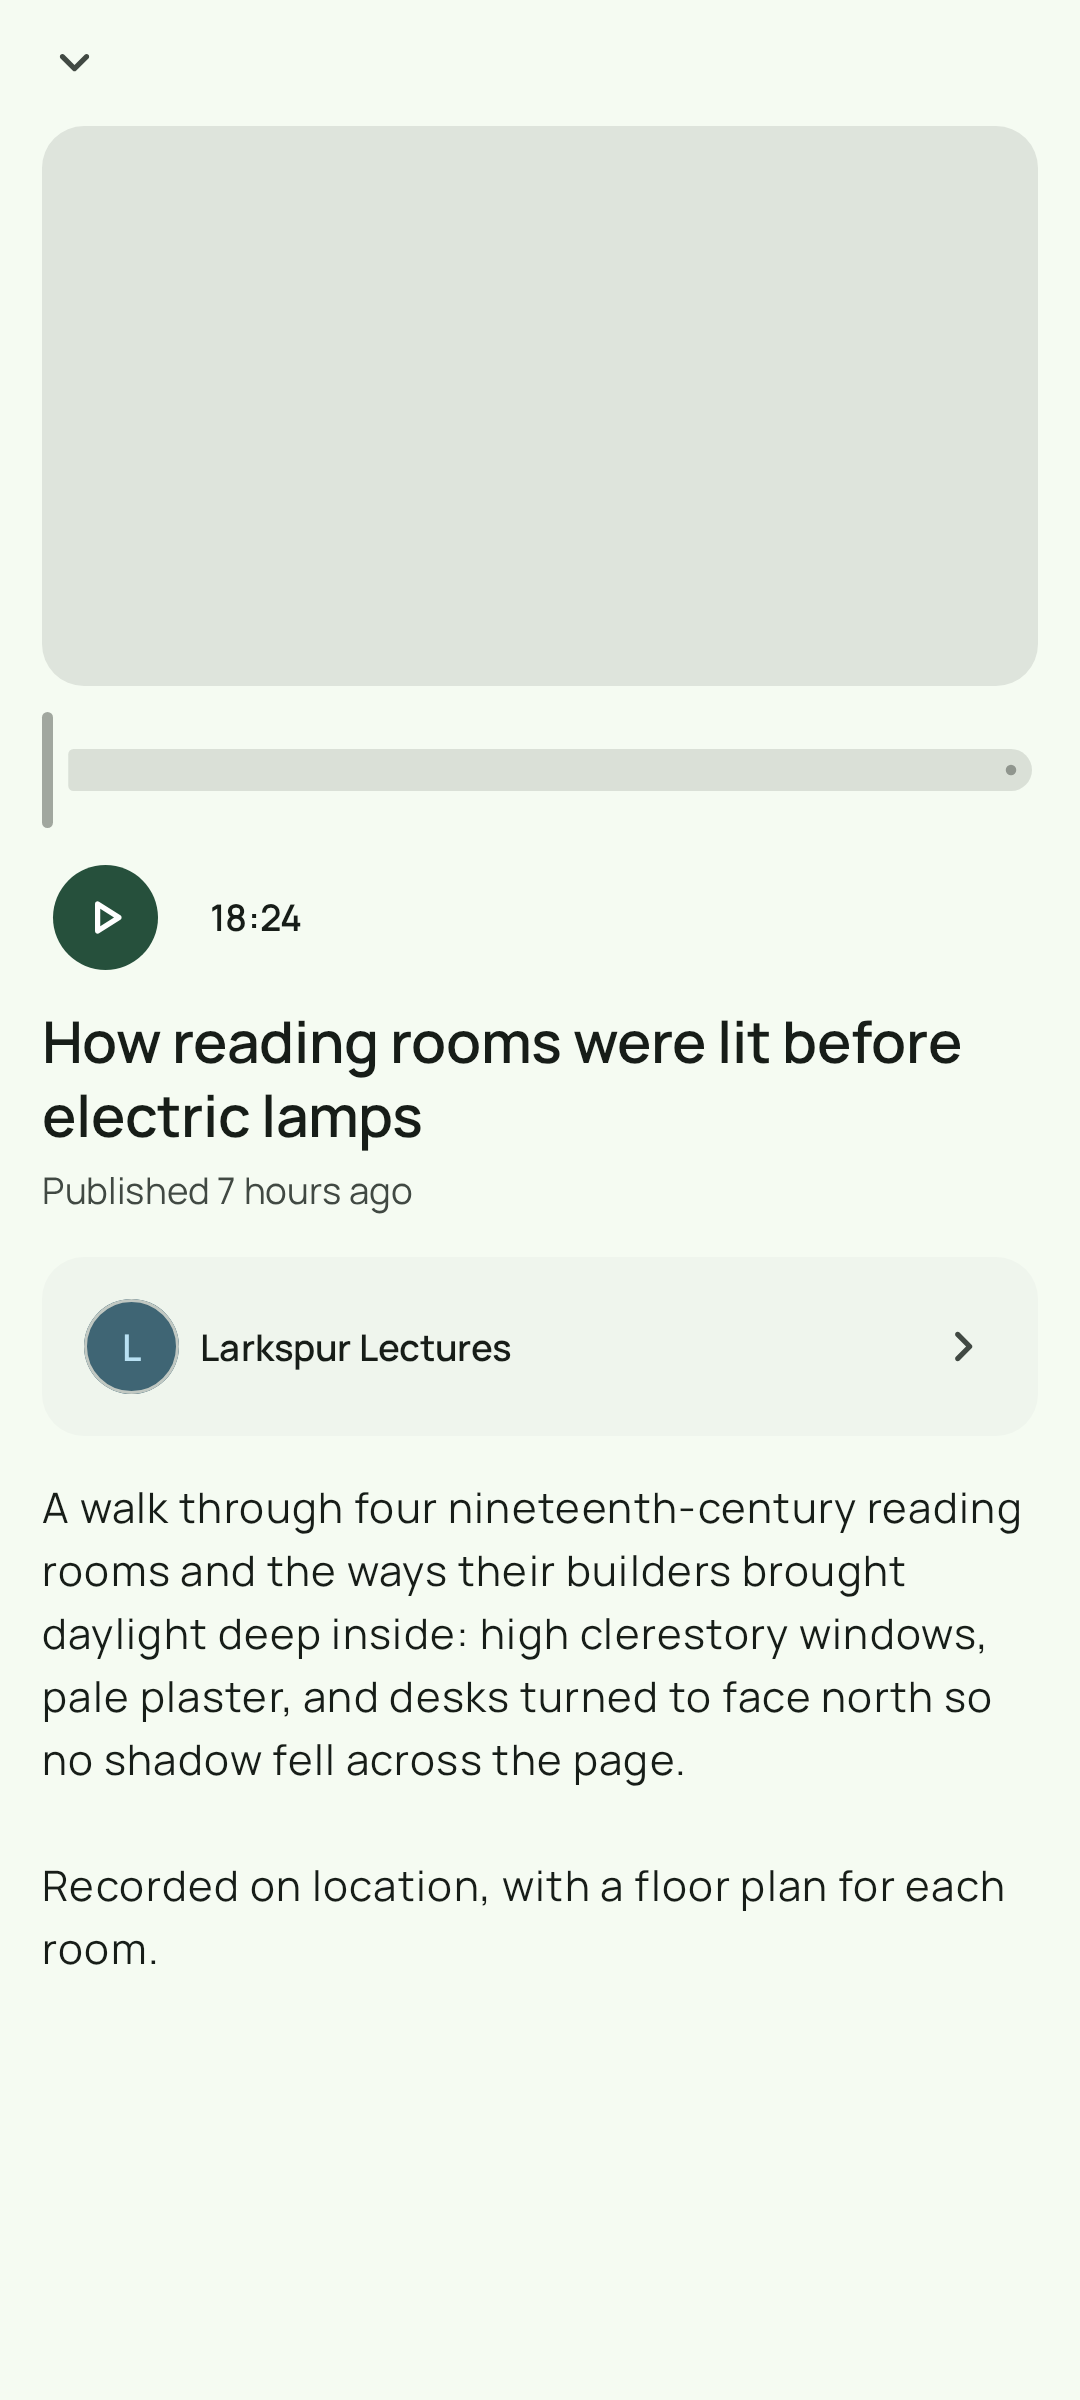 18:24
How reading rooms were lit before
electric lamps
Published 7 hours ago
L
Larkspur Lectures
A walk through four nineteenth-century reading
rooms and the ways their builders brought
daylight deep inside: high clerestory windows,
pale plaster, and desks turned to face north so
no shadow fell across the page.
Recorded on location, with a floor plan for each
room.